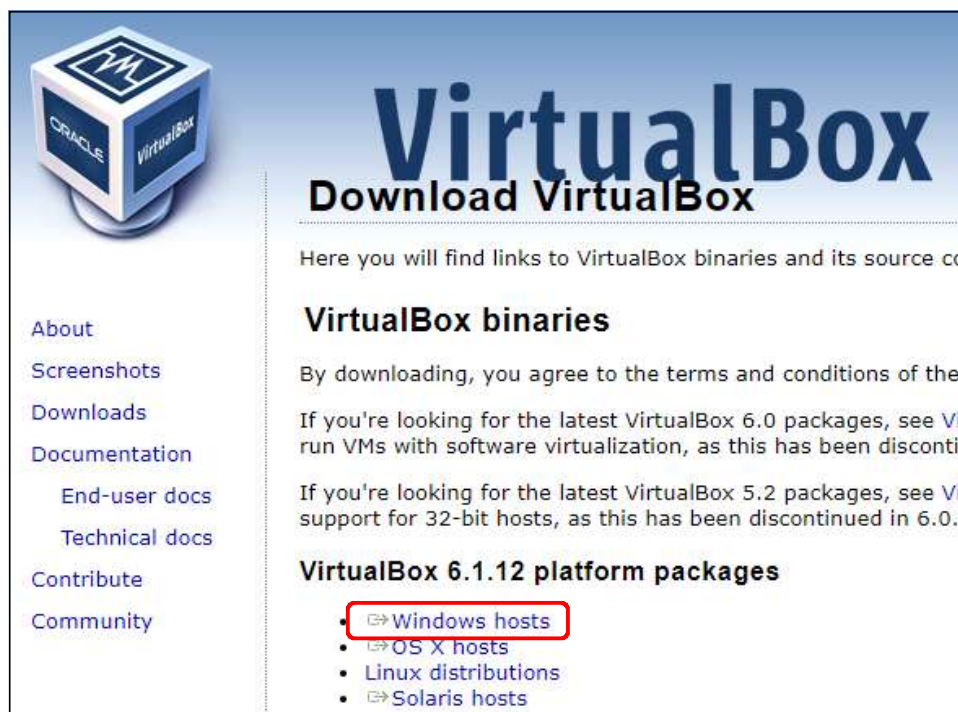 ORACLE
VirtualBox
VirtualBox
Download VirtualBox
Here you will find links to VirtualBox binaries and its source
VirtualBox binaries
By downloading, you agree to the terms and conditions of the
If you're looking for the latest VirtualBox 6.0 packages, see
run VMs with software virtualization, as this has been
If you're looking for the latest VirtualBox 5.2 packages, see
support for 32-bit hosts, as this has been discontinued in 6.0.
VirtualBox 6.1.12 platform packages
Windows hosts
OS X hosts
Linux distributions
Solaris hosts
About
Screenshots
Downloads
Documentation
End-user docs
Technical docs
Contribute
Community